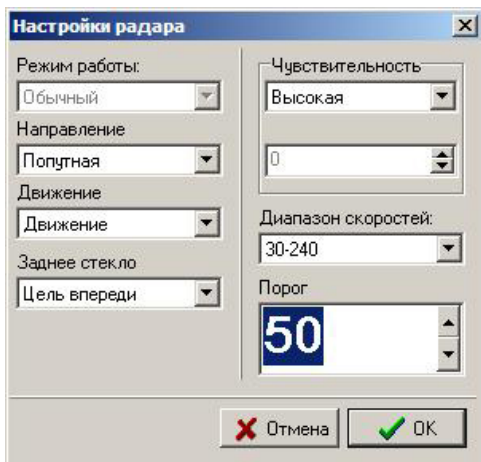 Настройки радара
Режим работы:
Обычный
Направление
Попутная
Движение
Движение
Заднее стекло
Цель впереди
Чувствительность
Высокая
0
Диапазон скоростей:
30-240
Порог
50
Отмена
OK